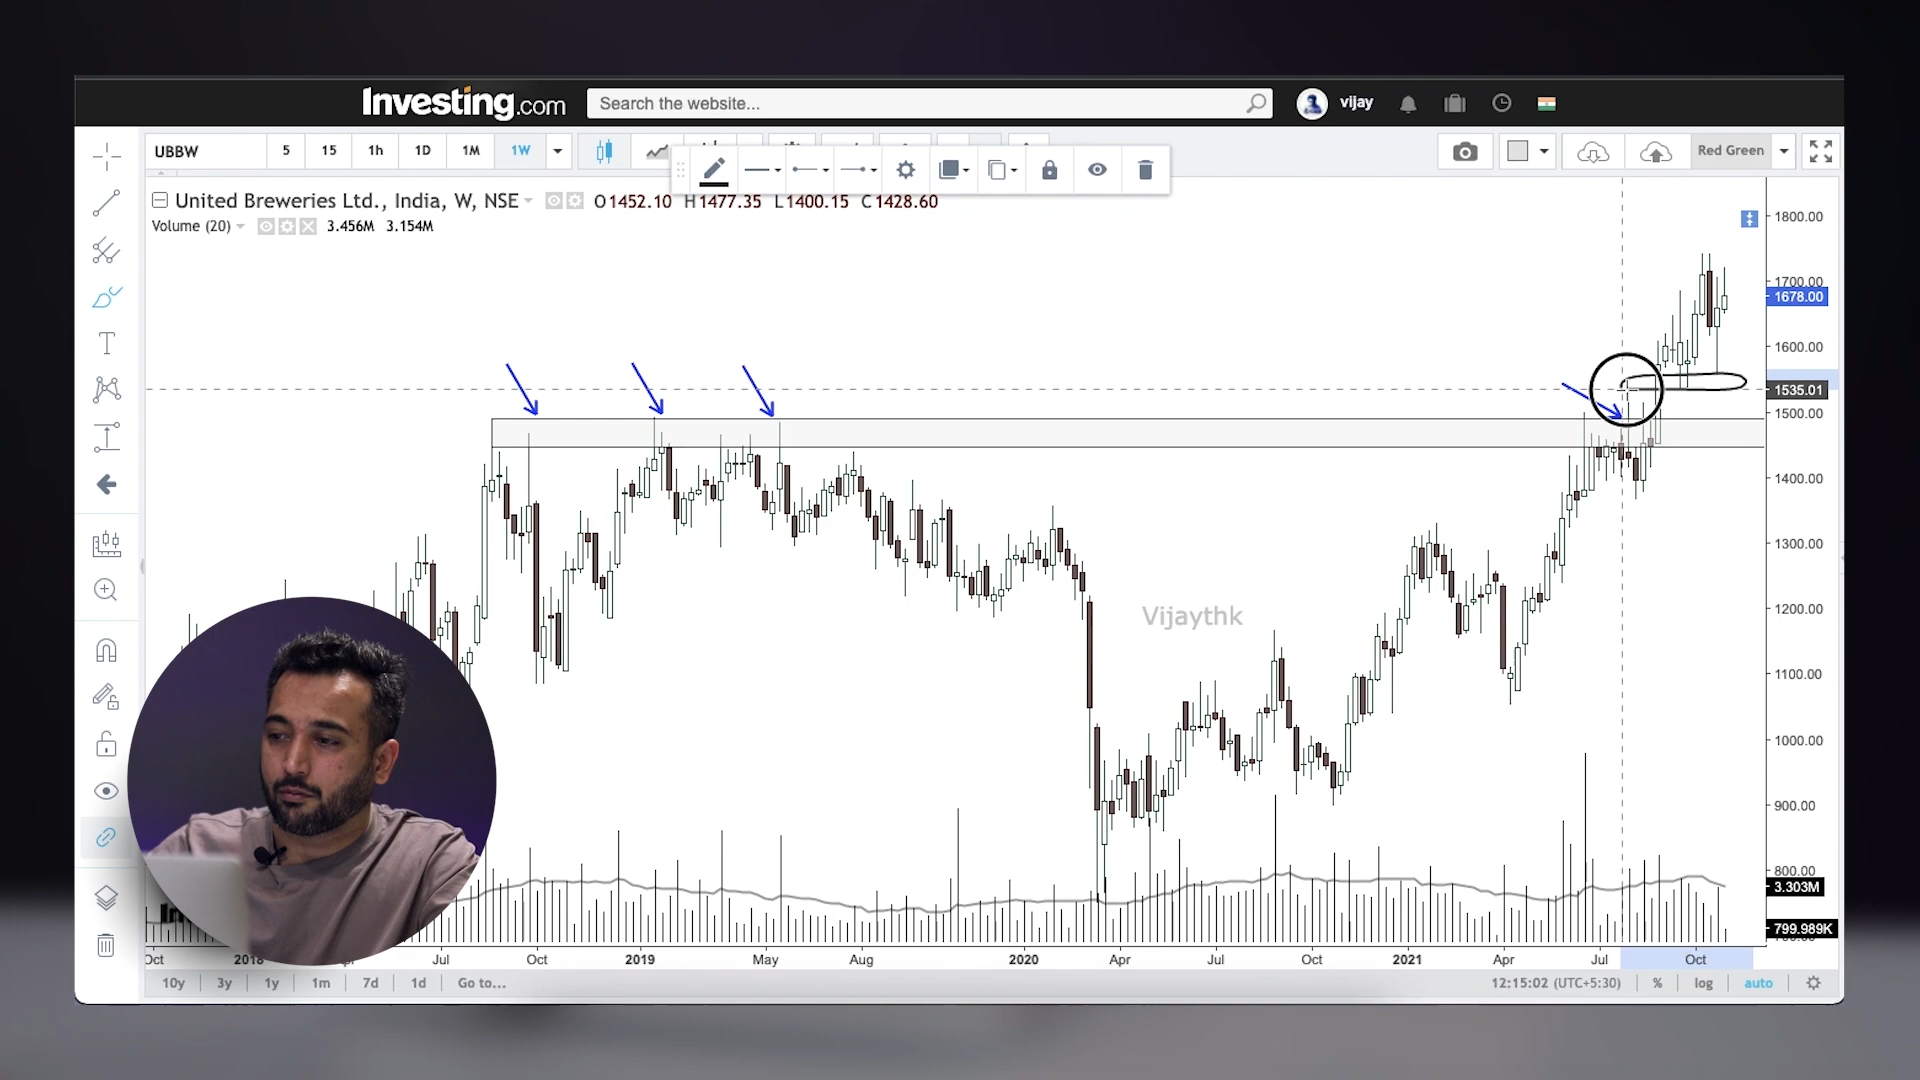 Investing.com
Search the website...
vijay
UBBW
5
15
1h
1D
1M
1W
Red Green
United Breweries Ltd., India, W, NSE
O1452.10 H1477.35 L1400.15 C1428.60
Volume (20)
3.456M 3.154M
1800.00
1700.00
1678.00
1600.00
1535.01
1500.00
1400.00
1300.00
1200.00
1100.00
1000.00
900.00
800.00
3.303M
799.989K
Vijaythk
Oct
2018
Jul
Oct
2019
May
Aug
2020
Apr
Jul
Oct
2021
Apr
Jul
Oct
10y
3y
1y
1m
7d
1d
Go to...
12:15:02 (UTC+5:30)
%
log
auto